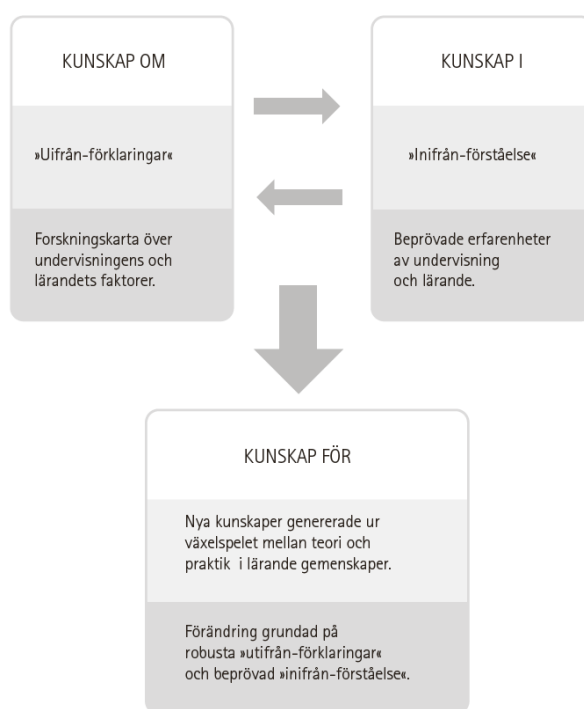 KUNSKAP OM
»Uifrån-förklaringar«
Forskningskarta över
undervisningens och
lärandets faktorer.
KUNSKAP I
»Inifrån-förståelse«
Beprövade erfarenheter
av undervisning
och lärande.
KUNSKAP FÖR
Nya kunskaper genererade ur
växelspelet mellan teori och
praktik i lärande gemenskaper.
Förändring grundad på
robusta »utifrån-förklaringar«
och beprövad »inifrån-förståelse«.